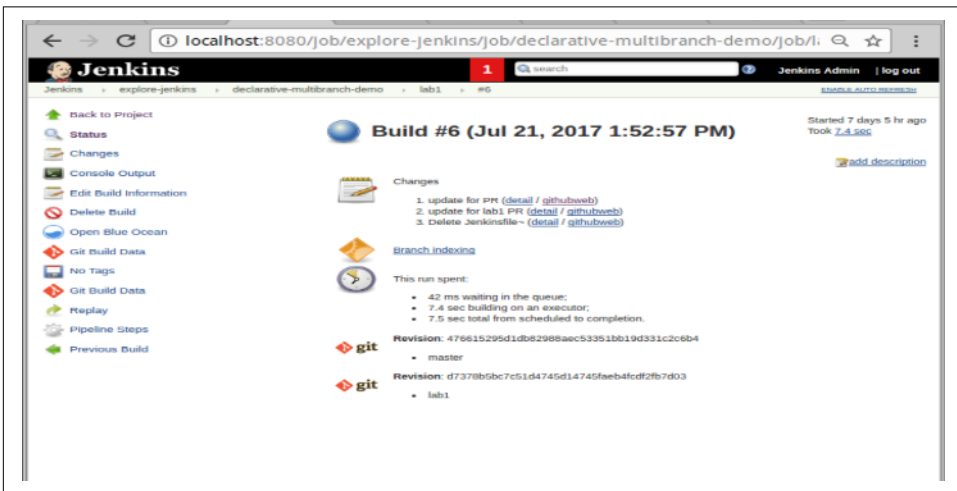 localhost:8080/job/explore-jenkins/job/declarative-multibranch-demo/job/l
Jenkins 1 search Jenkins Admin | log out
Jenkins explore-jenkins declarative-multibranch-demo lab1 #6 ENABLE AUTO REFRESH
Back to Project
Status
Changes
Console Output
Edit Build Information
Delete Build
Open Blue Ocean
Git Build Data
No Tags
Git Build Data
Replay
Pipeline Steps
Previous Build
Build #6 (Jul 21, 2017 1:52:57 PM)
Started 7 days 5 hr ago
Took 7.4 sec
add description
Changes
1. update for PR (detail / githubweb)
2. update for lab1 PR (detail / githubweb)
3. Delete Jenkinsfile~ (detail / githubweb)
Branch indexing
This run spent:
• 42 ms waiting in the queue;
• 7.4 sec building on an executor;
• 7.5 sec total from scheduled to completion.
git Revision: 476615295d1db82988aec53351bb19d331c2c6b4
• master
git Revision: d7378b5bc7c51d4745d14745faeb4fcdf2fb7d03
• lab1